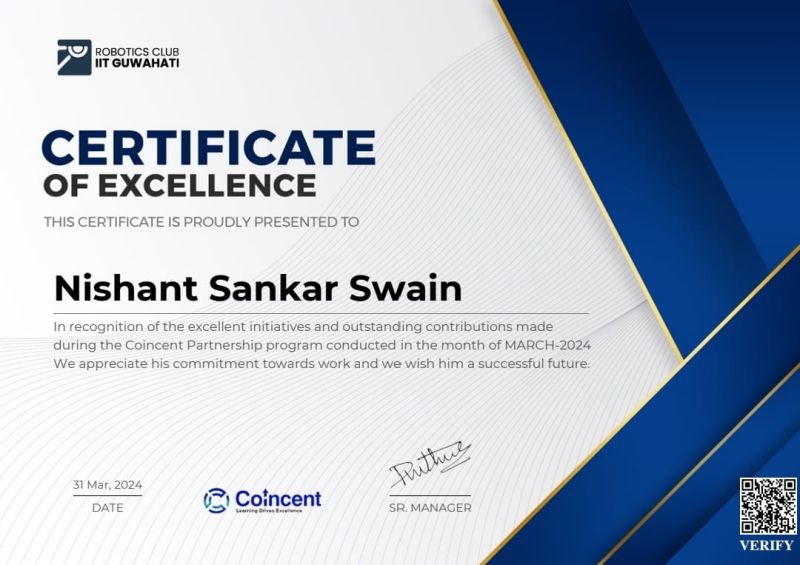 ROBOTICS CLUB
IIT GUWAHATI
CERTIFICATE
OF EXCELLENCE
THIS CERTIFICATE IS PROUDLY PRESENTED TO
Nishant Sankar Swain
In recognition of the excellent initiatives and outstanding contributions made
during the Coincent Partnership program conducted in the month of MARCH-2024
We appreciate his commitment towards work and we wish him a successful future.
31 Mar, 2024
DATE
Coincent
Learning Drives Excellence
SR. MANAGER
VERIFY